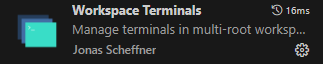 Workspace Terminals 16ms
Manage terminals in multi-root worksp...
Jonas Scheffner